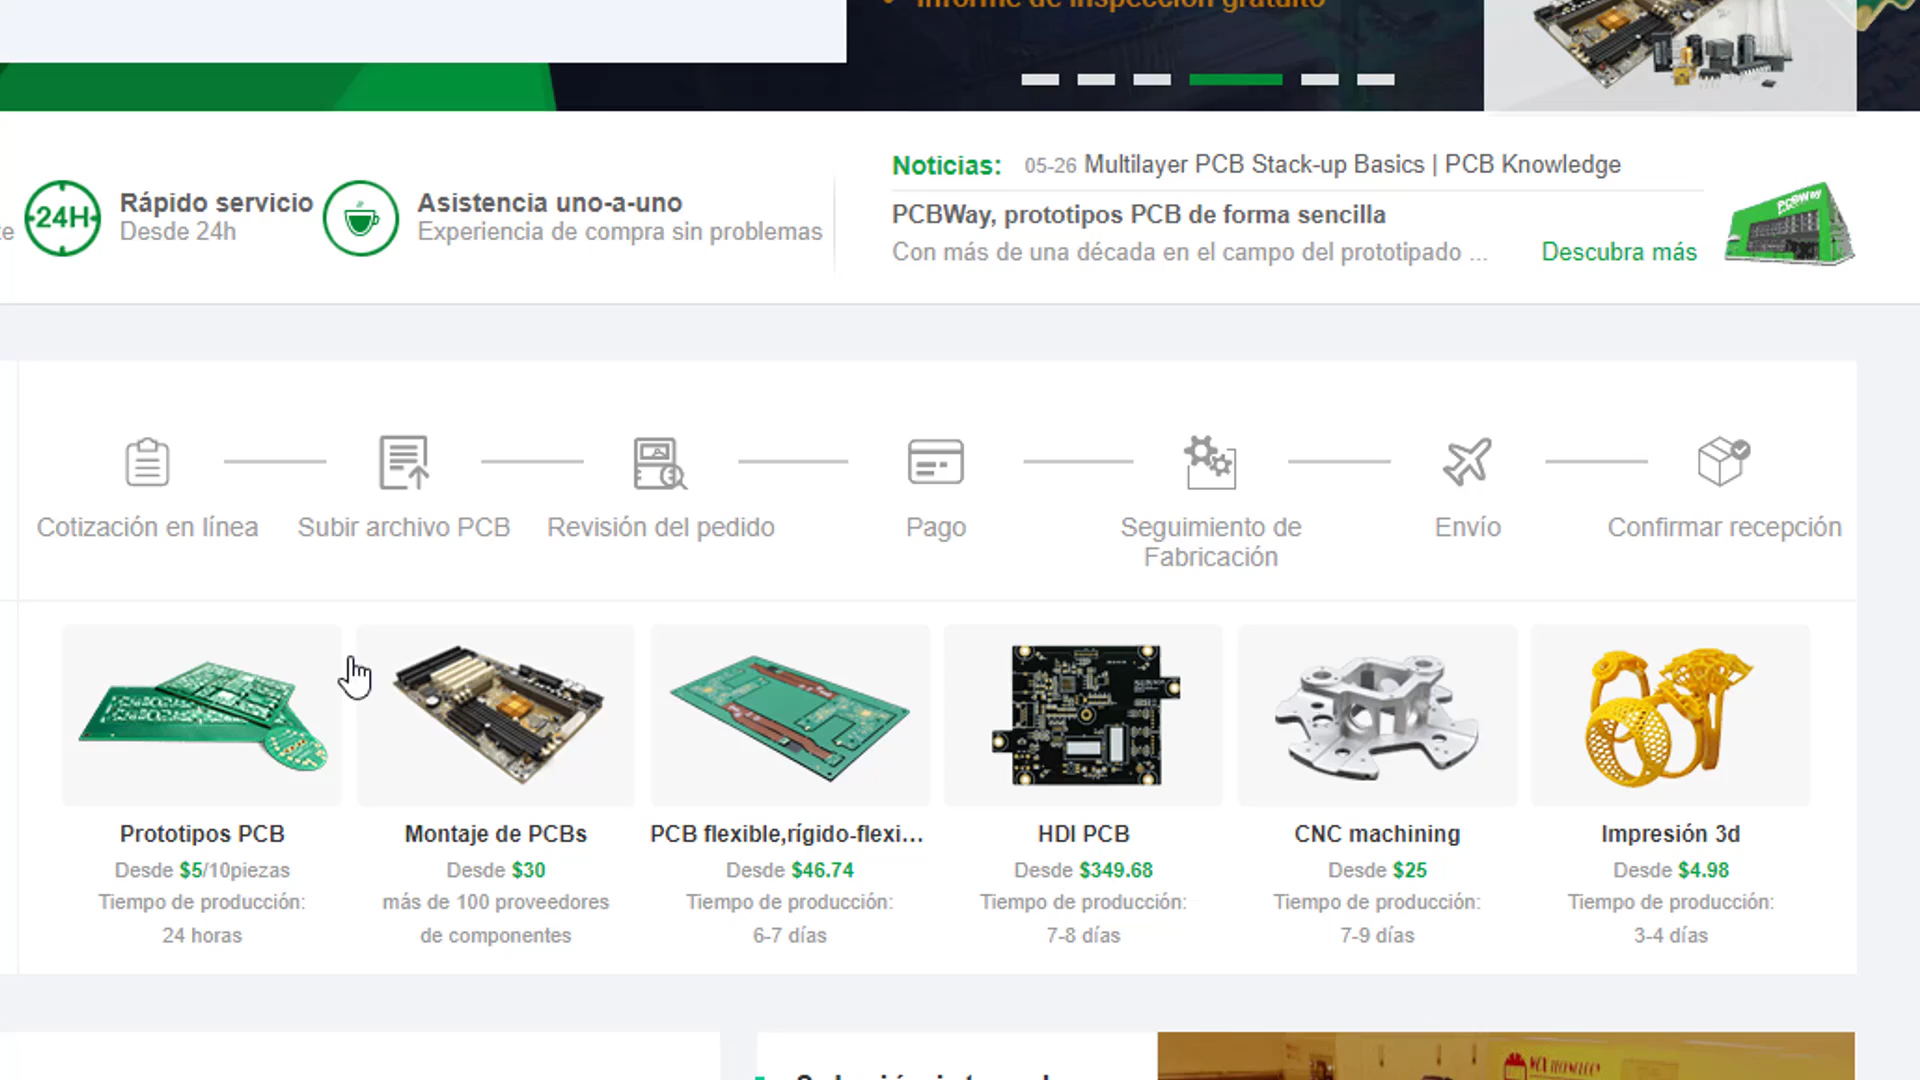 Informe de inspección gratuito
24H
Rápido servicio
Desde 24h
Asistencia uno-a-uno
Experiencia de compra sin problemas
Noticias: 05-26 Multilayer PCB Stack-up Basics | PCB Knowledge
PCBWay, prototipos PCB de forma sencilla
Con más de una década en el campo del prototipado ... Descubra más
PCBWay
Cotización en línea
Subir archivo PCB
Revisión del pedido
Pago
Seguimiento de
Fabricación
Envío
Confirmar recepción
Prototipos PCB
Desde $5/10piezas
Tiempo de producción:
24 horas
Montaje de PCBs
Desde $30
más de 100 proveedores
de componentes
PCB flexible,rígido-flexi...
Desde $46.74
Tiempo de producción:
6-7 días
HDI PCB
Desde $349.68
Tiempo de producción:
7-8 días
CNC machining
Desde $25
Tiempo de producción:
7-9 días
Impresión 3d
Desde $4.98
Tiempo de producción:
3-4 días